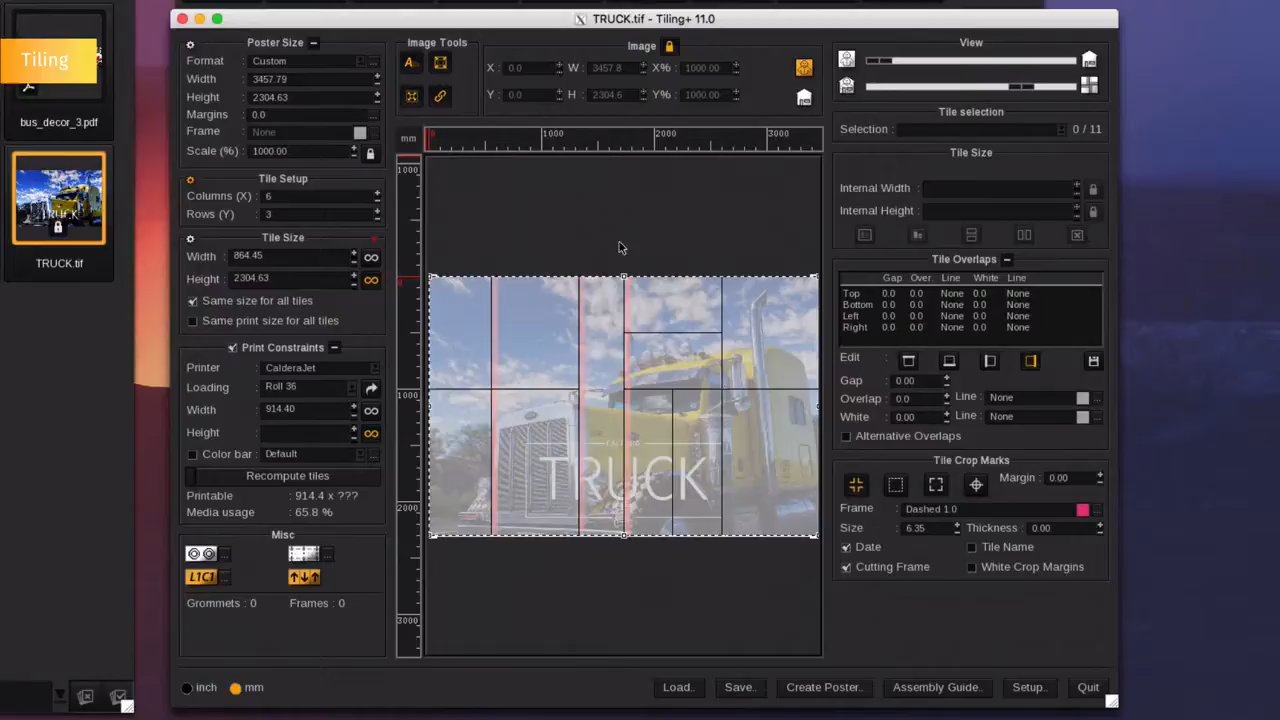 TRUCK.tif - Tiling+ 11.0
Tiling
bus_decor_3.pdf
TRUCK
TRUCK.tif
Poster Size
Format : Custom
Width : 3457.79
Height : 2304.63
Margins : 0.0
Frame : None
Scale (%) : 1000.00
Tile Setup
Columns (X) : 6
Rows (Y) : 3
Tile Size
Width : 864.45
Height : 2304.63
Same size for all tiles
Same print size for all tiles
Print Constraints
Printer : CalderaJet
Loading : Roll 36
Width : 914.40
Height :
Color bar : Default
Recompute tiles
Printable : 914.4 x ???
Media usage : 65.8 %
Misc
L1C1
Grommets : 0 Frames : 0
inch mm
Image Tools
Image
X : 0.0 W : 3457.8 X% : 1000.00
Y : 0.0 H : 2304.6 Y% : 1000.00
mm 0 1000 2000 3000
1000
0
1000
2000
3000
TRUCK
View
Tile selection
Selection : 0 / 11
Tile Size
Internal Width :
Internal Height :
Tile Overlaps
Gap Over. Line White Line
Top 0.0 0.0 None 0.0 None
Bottom 0.0 0.0 None 0.0 None
Left 0.0 0.0 None 0.0 None
Right 0.0 0.0 None 0.0 None
Edit :
Gap : 0.00
Overlap : 0.0 Line : None
White : 0.00 Line : None
Alternative Overlaps
Tile Crop Marks
Margin : 0.00
Frame : Dashed 1.0
Size : 6.35 Thickness : 0.00
Date Tile Name
Cutting Frame White Crop Margins
Load.. Save.. Create Poster.. Assembly Guide.. Setup.. Quit